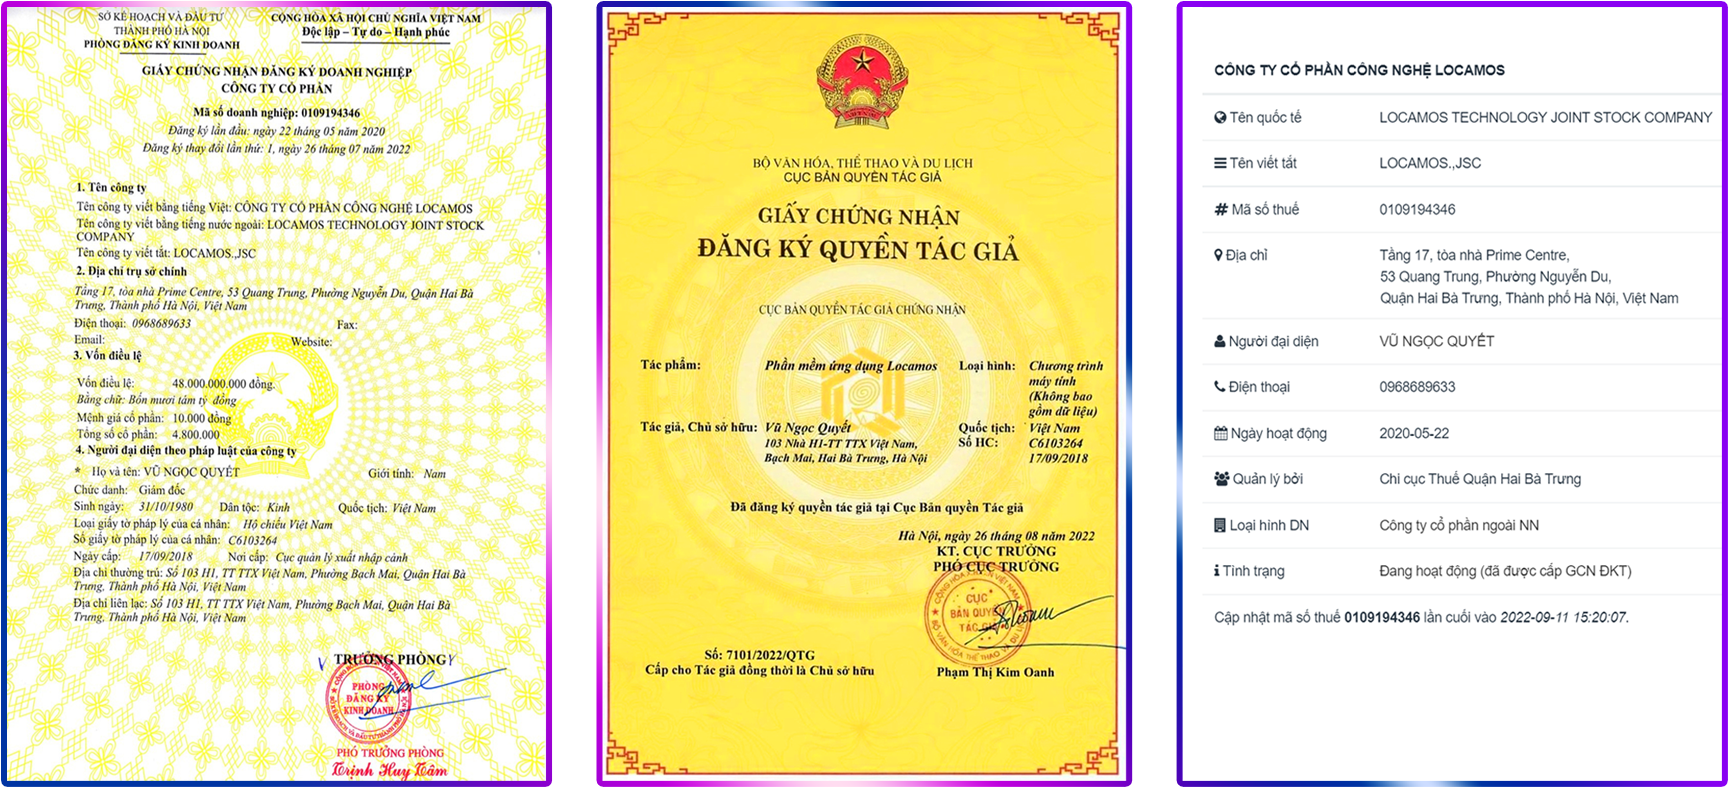 SỞ KẾ HOẠCH VÀ ĐẦU TƯ
THÀNH PHỐ HÀ NỘI
PHÒNG ĐĂNG KÝ KINH DOANH
CỘNG HÒA XÃ HỘI CHỦ NGHĨA VIỆT NAM
Độc lập – Tự do – Hạnh phúc
GIẤY CHỨNG NHẬN ĐĂNG KÝ DOANH NGHIỆP
CÔNG TY CỔ PHẦN
Mã số doanh nghiệp: 0109194346
Đăng ký lần đầu: ngày 22 tháng 05 năm 2020
Đăng ký thay đổi lần thứ: 1, ngày 26 tháng 07 năm 2022
1. Tên công ty
Tên công ty viết bằng tiếng Việt: CÔNG TY CỔ PHẦN CÔNG NGHỆ LOCAMOS
Tên công ty viết bằng tiếng nước ngoài: LOCAMOS TECHNOLOGY JOINT STOCK
COMPANY
Tên công ty viết tắt: LOCAMOS.,JSC
2. Địa chỉ trụ sở chính
Tầng 17, tòa nhà Prime Centre, 53 Quang Trung, Phường Nguyễn Du, Quận Hai Bà
Trưng, Thành phố Hà Nội, Việt Nam
Điện thoại: 0968689633 Fax:
Email: Website:
3. Vốn điều lệ
Vốn điều lệ: 48.000.000.000 đồng.
Bằng chữ: Bốn mươi tám tỷ đồng
Mệnh giá cổ phần: 10.000 đồng
Tổng số cổ phần: 4.800.000
4. Người đại diện theo pháp luật của công ty
* Họ và tên: VŨ NGỌC QUYẾT Giới tính: Nam
Chức danh: Giám đốc
Sinh ngày: 31/10/1980 Dân tộc: Kinh Quốc tịch: Việt Nam
Loại giấy tờ pháp lý của cá nhân: Hộ chiếu Việt Nam
Số giấy tờ pháp lý của cá nhân: C6103264
Ngày cấp: 17/09/2018 Nơi cấp: Cục quản lý xuất nhập cảnh
Địa chỉ thường trú: Số 103 H1, TT TTX Việt Nam, Phường Bạch Mai, Quận Hai Bà
Trưng, Thành phố Hà Nội, Việt Nam
Địa chỉ liên lạc: Số 103 H1, TT TTX Việt Nam, Phường Bạch Mai, Quận Hai Bà
Trưng, Thành phố Hà Nội, Việt Nam
TRƯỞNG PHÒNG
PHÒNG
ĐĂNG KÝ
KINH DOANH
PHÓ TRƯỞNG PHÒNG
Trịnh Huy Tâm
BỘ VĂN HÓA, THỂ THAO VÀ DU LỊCH
CỤC BẢN QUYỀN TÁC GIẢ
GIẤY CHỨNG NHẬN
ĐĂNG KÝ QUYỀN TÁC GIẢ
CỤC BẢN QUYỀN TÁC GIẢ CHỨNG NHẬN
Tác phẩm: Phần mềm ứng dụng Locamos Loại hình: Chương trình
máy tính
(Không bao
gồm dữ liệu)
Tác giả, Chủ sở hữu: Vũ Ngọc Quyết Quốc tịch: Việt Nam
103 Nhà H1-TT TTX Việt Nam, Số HC: C6103264
Bạch Mai, Hai Bà Trưng, Hà Nội 17/09/2018
Đã đăng ký quyền tác giả tại Cục Bản quyền Tác giả
Hà Nội, ngày 26 tháng 08 năm 2022
KT. CỤC TRƯỞNG
PHÓ CỤC TRƯỞNG
CỤC
BẢN QUYỀN
TÁC GIẢ
Số: 7101/2022/QTG
Cấp cho Tác giả đồng thời là Chủ sở hữu
Phạm Thị Kim Oanh
CÔNG TY CỔ PHẦN CÔNG NGHỆ LOCAMOS
Tên quốc tế LOCAMOS TECHNOLOGY JOINT STOCK COMPANY
Tên viết tắt LOCAMOS.,JSC
Mã số thuế 0109194346
Địa chỉ Tầng 17, tòa nhà Prime Centre,
53 Quang Trung, Phường Nguyễn Du,
Quận Hai Bà Trưng, Thành phố Hà Nội, Việt Nam
Người đại diện VŨ NGỌC QUYẾT
Điện thoại 0968689633
Ngày hoạt động 2020-05-22
Quản lý bởi Chi cục Thuế Quận Hai Bà Trưng
Loại hình DN Công ty cổ phần ngoài NN
Tình trạng Đang hoạt động (đã được cấp GCN ĐKT)
Cập nhật mã số thuế 0109194346 lần cuối vào 2022-09-11 15:20:07.